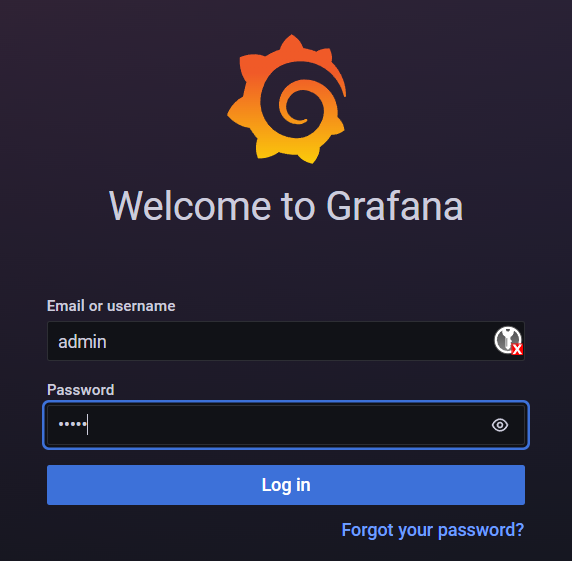 Welcome to Grafana
Email or username
admin
Password
•••••
Log in
Forgot your password?